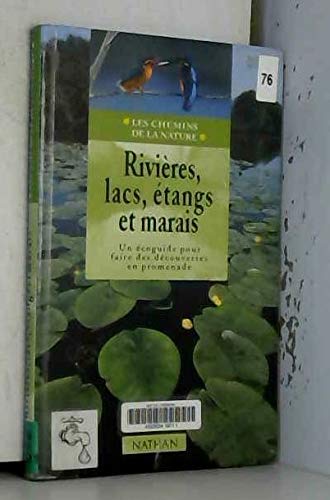 76
LES CHEMINS
DE LA NATURE
Rivières,
lacs, étangs
et marais
Un écoguide pour
faire des découvertes
en promenade
NATHAN